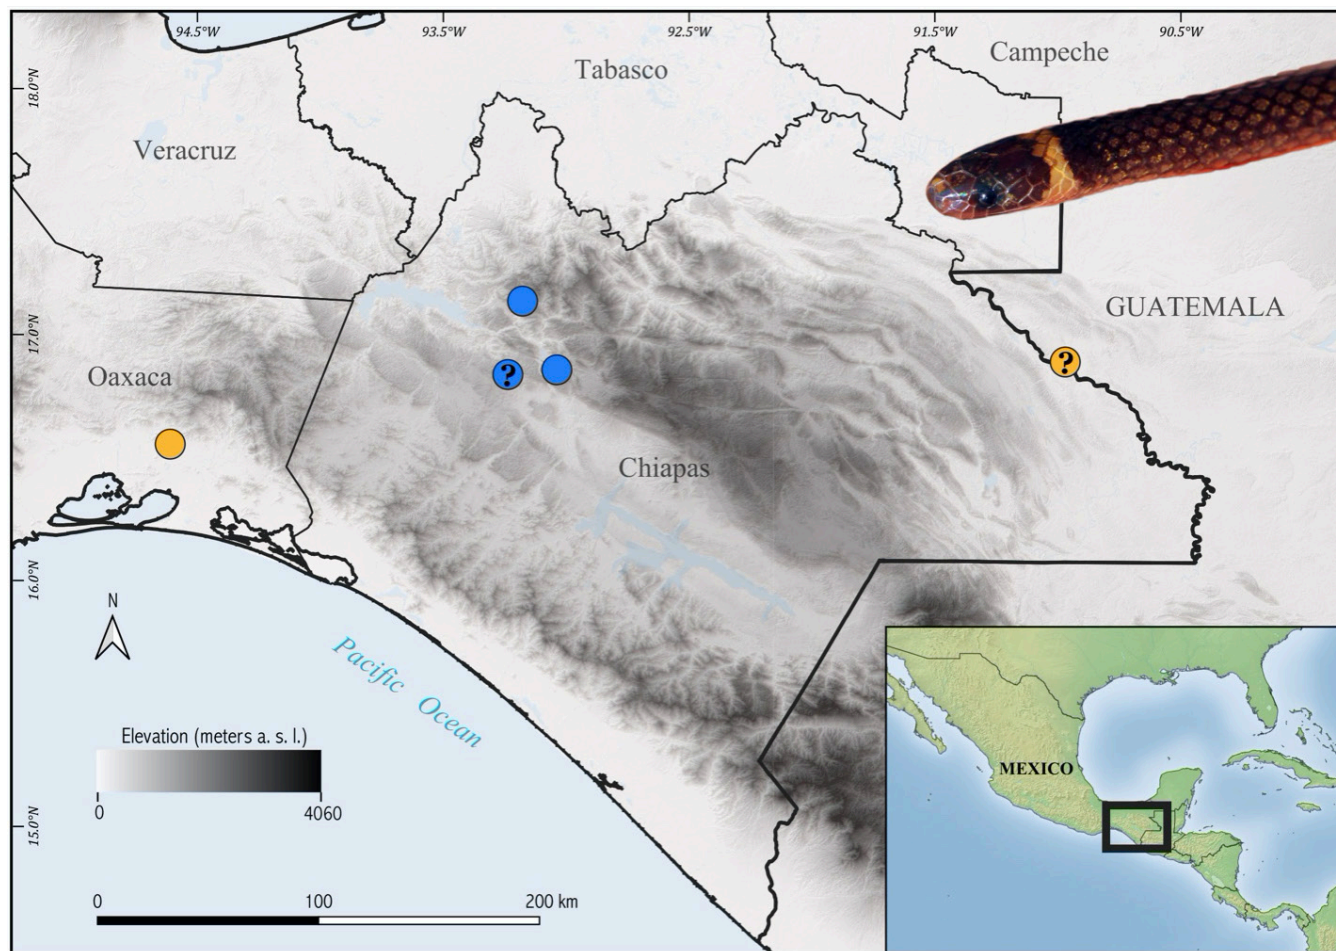 94.5°W
93.5°W
92.5°W
91.5°W
90.5°W
Campeche
Tabasco
18.0°N
Veracruz
GUATEMALA
17.0°N
?
?
Oaxaca
Chiapas
16.0°N
N
Pacific Ocean
Elevation (meters a. s. l.)
0
4060
MEXICO
15.0°N
0
100
200 km